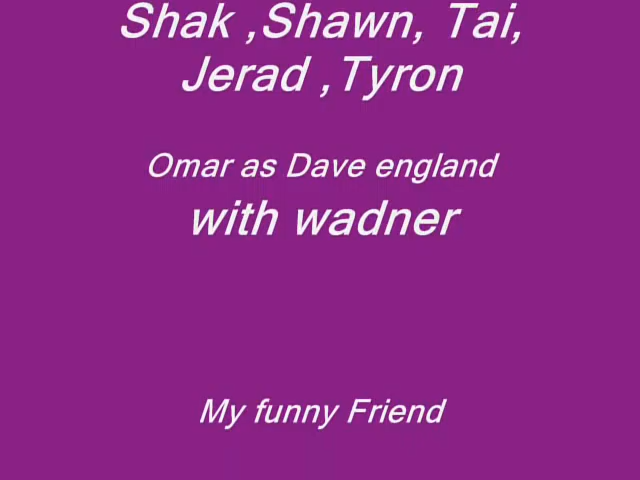 Shak ,Shawn, Tai,
Jerad ,Tyron
Omar as Dave england
with wadner
My funny Friend